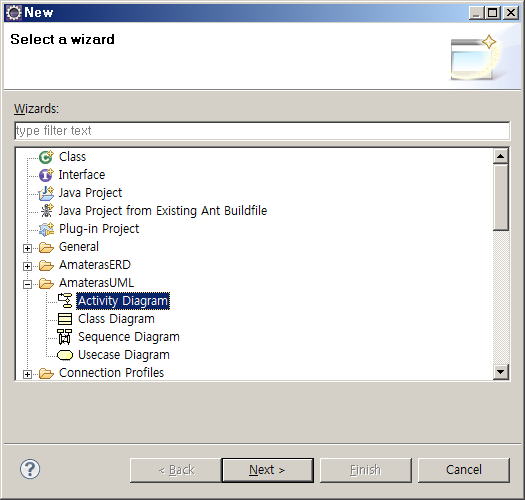 New
Select a wizard
Wizards:
type filter text
Class
Interface
Java Project
Java Project from Existing Ant Buildfile
Plug-in Project
General
AmaterasERD
AmaterasUML
Activity Diagram
Class Diagram
Sequence Diagram
Usecase Diagram
Connection Profiles
< Back Next > Finish Cancel